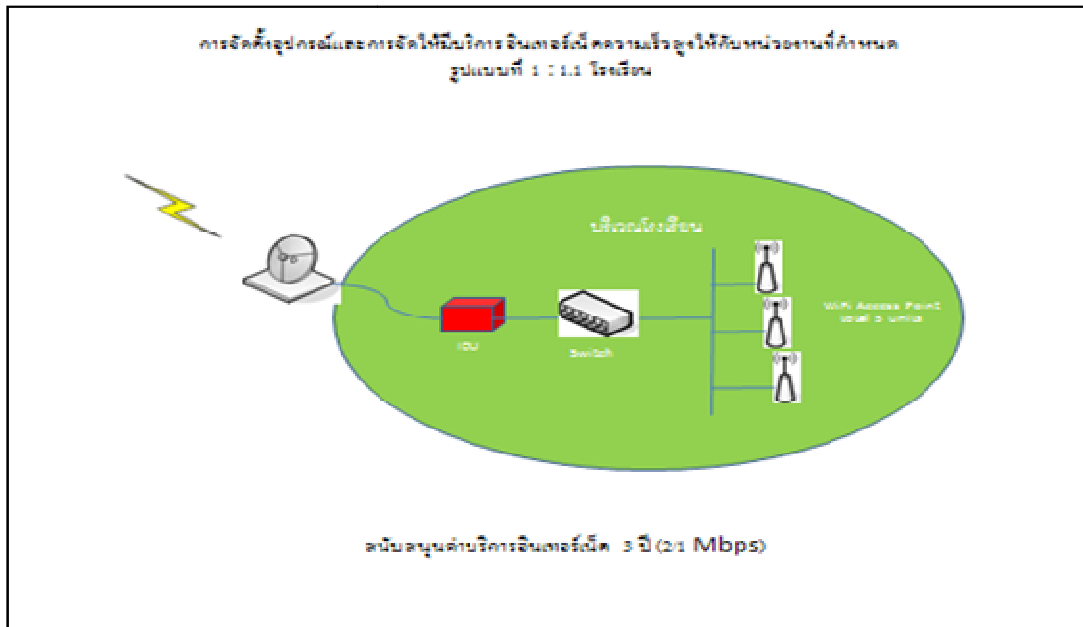 การจัดตั้งอุปกรณ์และการจัดให้มีบริการอินเทอร์เน็ตความเร็วสูงให้กับหน่วยงานที่กำหนด
รูปแบบที่ 1 : 1.1 โรงเรียน
บริเวณโรงเรียน
WiFi Access Point
IDU
Switch
สนับสนุนค่าบริการอินเทอร์เน็ต 3 ปี (2/1 Mbps)